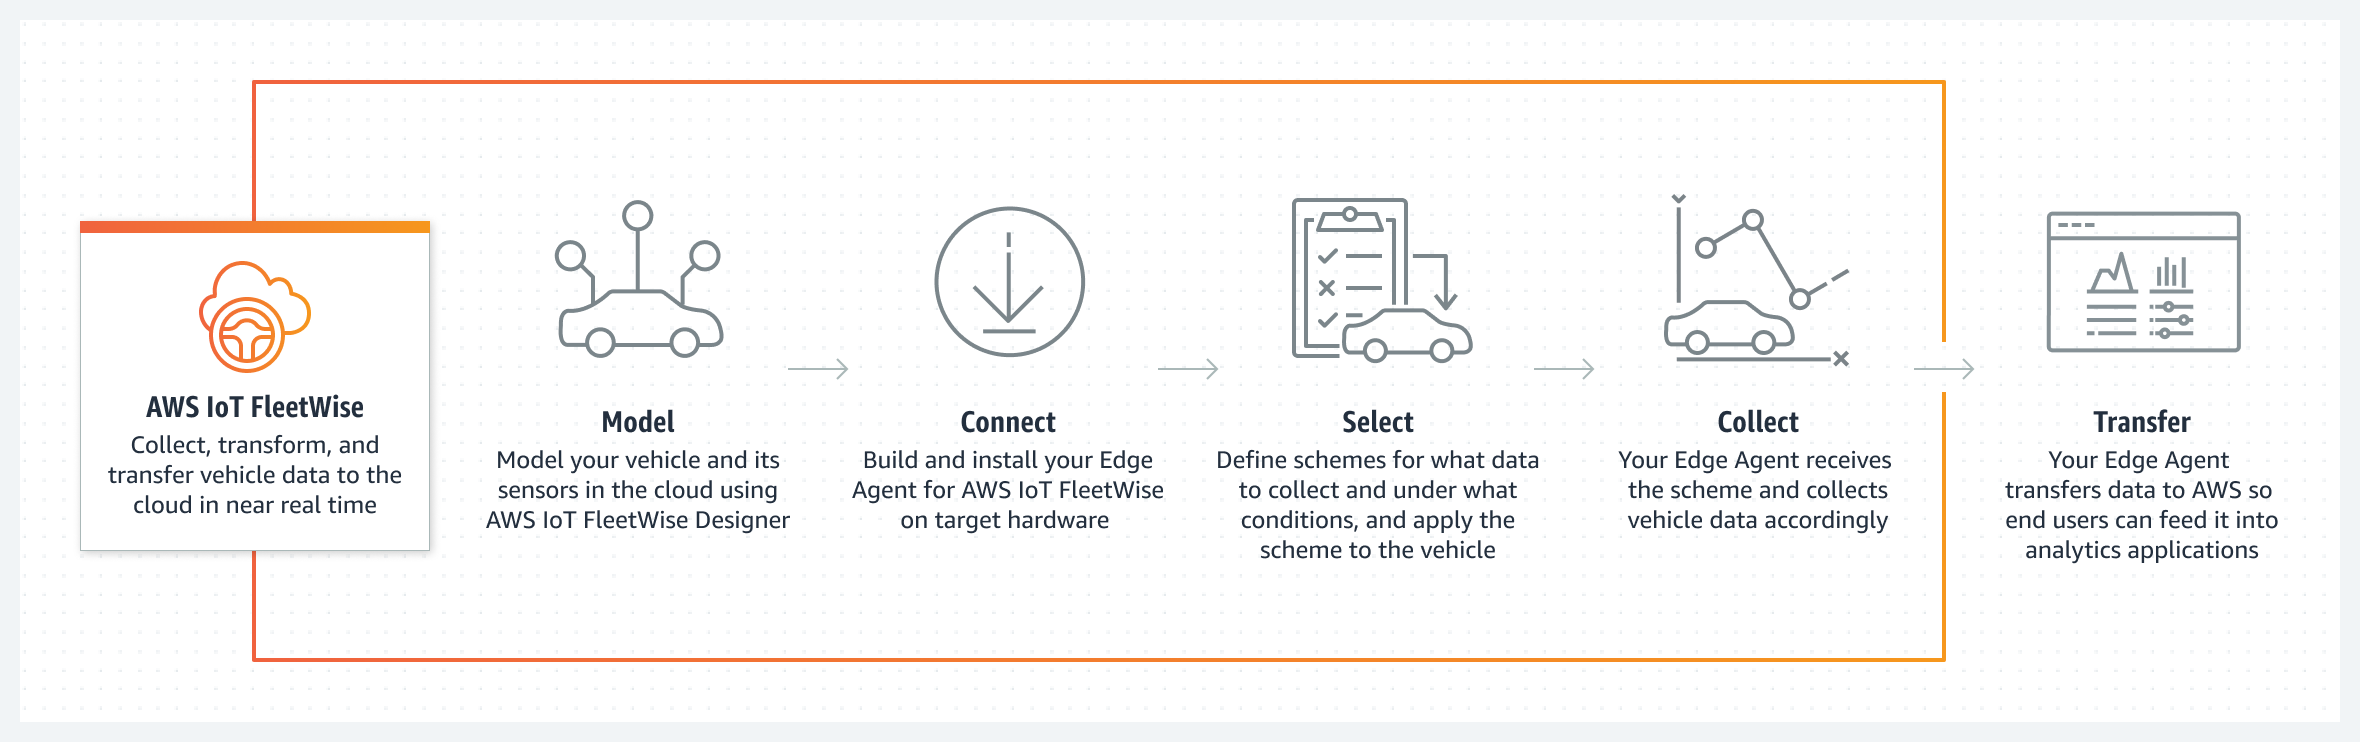 AWS IoT FleetWise
Collect, transform, and
transfer vehicle data to the
cloud in near real time
Model
Model your vehicle and its
sensors in the cloud using
AWS IoT FleetWise Designer
Connect
Build and install your Edge
Agent for AWS IoT FleetWise
on target hardware
Select
Define schemes for what data
to collect and under what
conditions, and apply the
scheme to the vehicle
Collect
Your Edge Agent receives
the scheme and collects
vehicle data accordingly
Transfer
Your Edge Agent
transfers data to AWS so
end users can feed it into
analytics applications